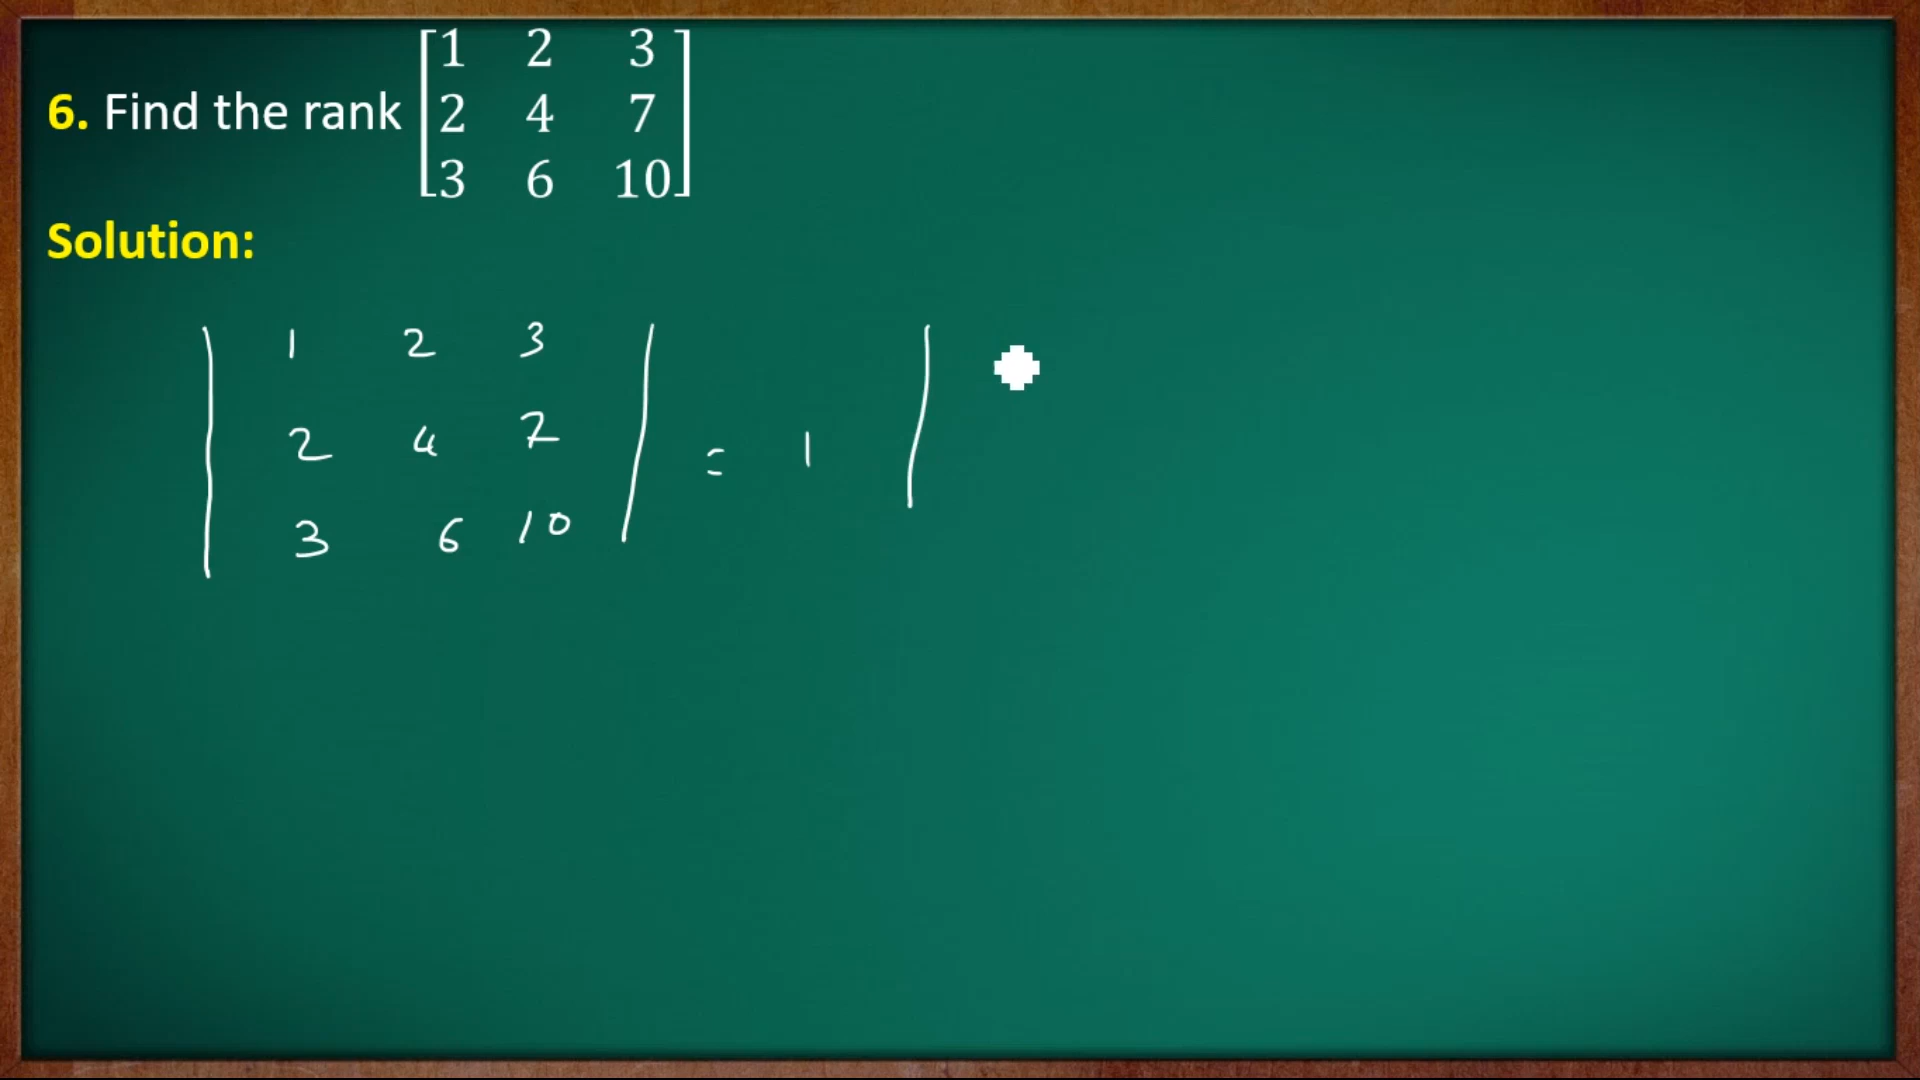 1 2 3
6. Find the rank 2 4 7
3 6 10
Solution:
1 2 3
2 4 7 = 1
3 6 10